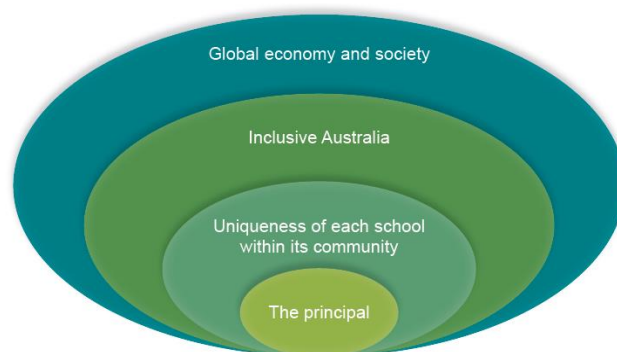 Global economy and society
Inclusive Australia
Uniqueness of each school
within its community
The principal